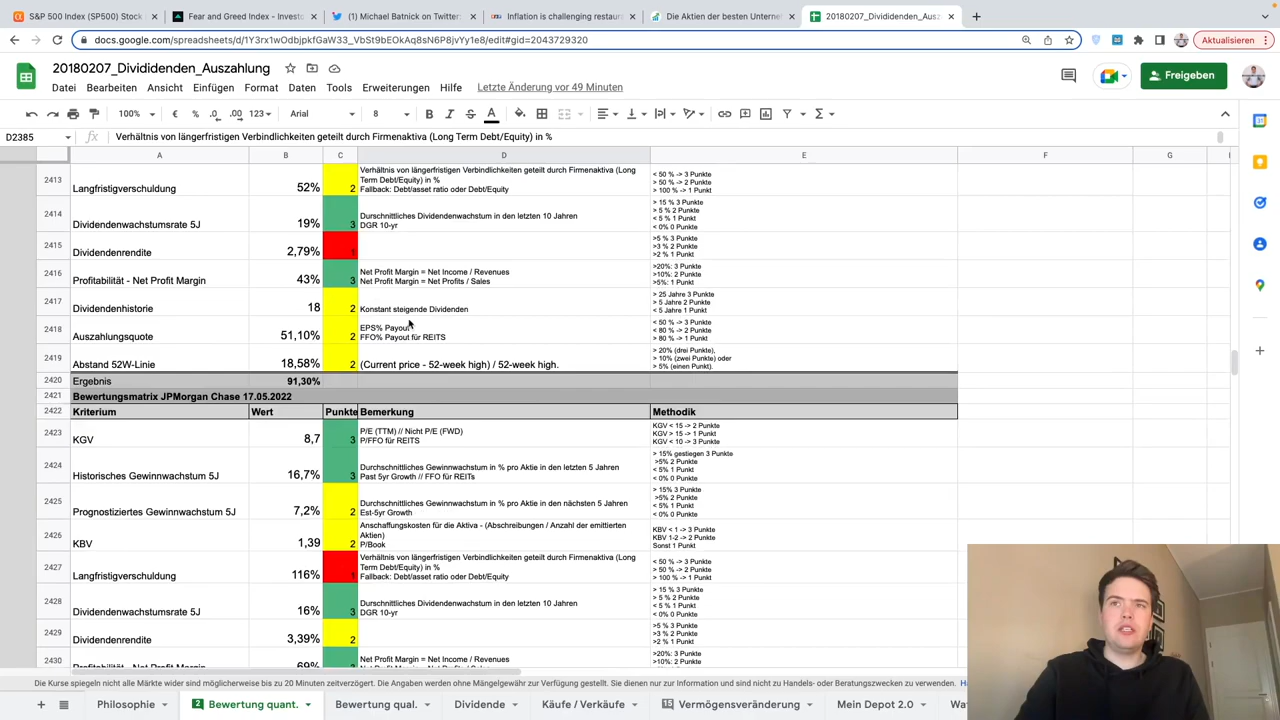 S&P 500 Index (SP500) Stock
Fear and Greed Index - Investo
(1) Michael Batnick on Twitter:
Inflation is challenging restaur
Die Aktien der besten Unternet
20180207_Divididenden_Ausza
docs.google.com/spreadsheets/d/1Y3rx1wOdbjpkfGaW33_VbSt9bEOkAq8sN6P8jvYy1e8/edit#gid=2043729320
Aktualisieren
20180207_Divididenden_Auszahlung
Datei Bearbeiten Ansicht Einfügen Format Daten Tools Erweiterungen Hilfe Letzte Änderung vor 49 Minuten
Freigeben
100% € % .0 .00 123 Arial 8 B I S A
D2385 fx Verhältnis von längerfristigen Verbindlichkeiten geteilt durch Firmenaktiva (Long Term Debt/Equity) in %
A B C D E F G
2413 Langfristigverschuldung 52% 2
Verhältnis von längerfristigen Verbindlichkeiten geteilt durch Firmenaktiva (Long
Term Debt/Equity) in %
Fallback: Debt/asset ratio oder Debt/Equity
< 50 % -> 3 Punkte
> 50 % -> 2 Punkte
> 100 % -> 1 Punkt
2414 Dividendenwachstumsrate 5J 19% 3
Durschnittliches Dividendenwachstum in den letzten 10 Jahren
DGR 10-yr
> 15 % 3 Punkte
> 5 % 2 Punkte
< 5 % 1 Punkt
< 0% 0 Punkte
2415 Dividendenrendite 2,79% 1
>5 % 3 Punkte
>3 % 2 Punkte
>2 % 1 Punkt
2416 Profitabilität - Net Profit Margin 43% 3
Net Profit Margin = Net Income / Revenues
Net Profit Margin = Net Profits / Sales
>20%: 3 Punkte
>10%: 2 Punkte
>5%: 1 Punkt
2417 Dividendenhistorie 18 2 Konstant steigende Dividenden
> 25 Jahre 3 Punkte
> 5 Jahre 2 Punkte
< 5 Jahre 1 Punkt
2418 Auszahlungsquote 51,10% 2
EPS% Payout
FFO% Payout für REITS
< 50 % -> 3 Punkte
< 80 % -> 2 Punkte
> 80 % -> 1 Punkt
2419 Abstand 52W-Linie 18,58% 2 (Current price - 52-week high) / 52-week high.
> 20% (drei Punkte),
> 10% (zwei Punkte) oder
> 5% (einen Punkt).
2420 Ergebnis 91,30%
2421 Bewertungsmatrix JPMorgan Chase 17.05.2022
2422 Kriterium Wert Punkte Bemerkung Methodik
2423 KGV 8,7 3
P/E (TTM) // Nicht P/E (FWD)
P/FFO für REITS
KGV < 15 -> 2 Punkte
KGV > 15 -> 1 Punkt
KGV < 10 -> 3 Punkte
2424 Historisches Gewinnwachstum 5J 16,7% 3
Durchschnittliches Gewinnwachstum in % pro Aktie in den letzten 5 Jahren
Past 5yr Growth // FFO für REITs
> 15% gestiegen 3 Punkte
>5% 2 Punkte
< 5% 1 Punkt
< 0% 0 Punkte
2425 Prognostiziertes Gewinnwachstum 5J 7,2% 2
Durschschnittliches Gewinnwachstum in % pro Aktie in den nächsten 5 Jahren
Est-5yr Growth
> 15% 3 Punkte
>5% 2 Punkte
< 5% 1 Punkt
< 0% 0 Punkte
2426 KBV 1,39 2
Anschaffungskosten für die Aktiva - (Abschreibungen / Anzahl der emittierten
Aktien)
P/Book
KBV < 1 -> 3 Punkte
KBV 1-2 -> 2 Punkte
Sonst 1 Punkt
2427 Langfristigverschuldung 116% 1
Verhältnis von längerfristigen Verbindlichkeiten geteilt durch Firmenaktiva (Long
Term Debt/Equity) in %
Fallback: Debt/asset ratio oder Debt/Equity
< 50 % -> 3 Punkte
> 50 % -> 2 Punkte
> 100 % -> 1 Punkt
2428 Dividendenwachstumsrate 5J 16% 3
Durschnittliches Dividendenwachstum in den letzten 10 Jahren
DGR 10-yr
> 15 % 3 Punkte
> 5 % 2 Punkte
< 5 % 1 Punkt
< 0% 0 Punkte
2429 Dividendenrendite 3,39% 2
>5 % 3 Punkte
>3 % 2 Punkte
>2 % 1 Punkt
2430 Profitabilität - Net Profit Margin 69%
Net Profit Margin = Net Income / Revenues
>20%: 3 Punkte
>10%: 2 Punkte
Die Kurse spiegeln nicht alle Märkte wider und sind möglicherweise bis zu 20 Minuten zeitverzögert. Die Angaben werden ohne Mängelgewähr zur Verfügung gestellt. Sie dienen nur zur Information und sind nicht zu Handels- oder Beratungszwecken zu verwenden.
Philosophie 2 Bewertung quant. Bewertung qual. Dividende Käufe / Verkäufe 15 Vermögensveränderung Mein Depot 2.0 Wa